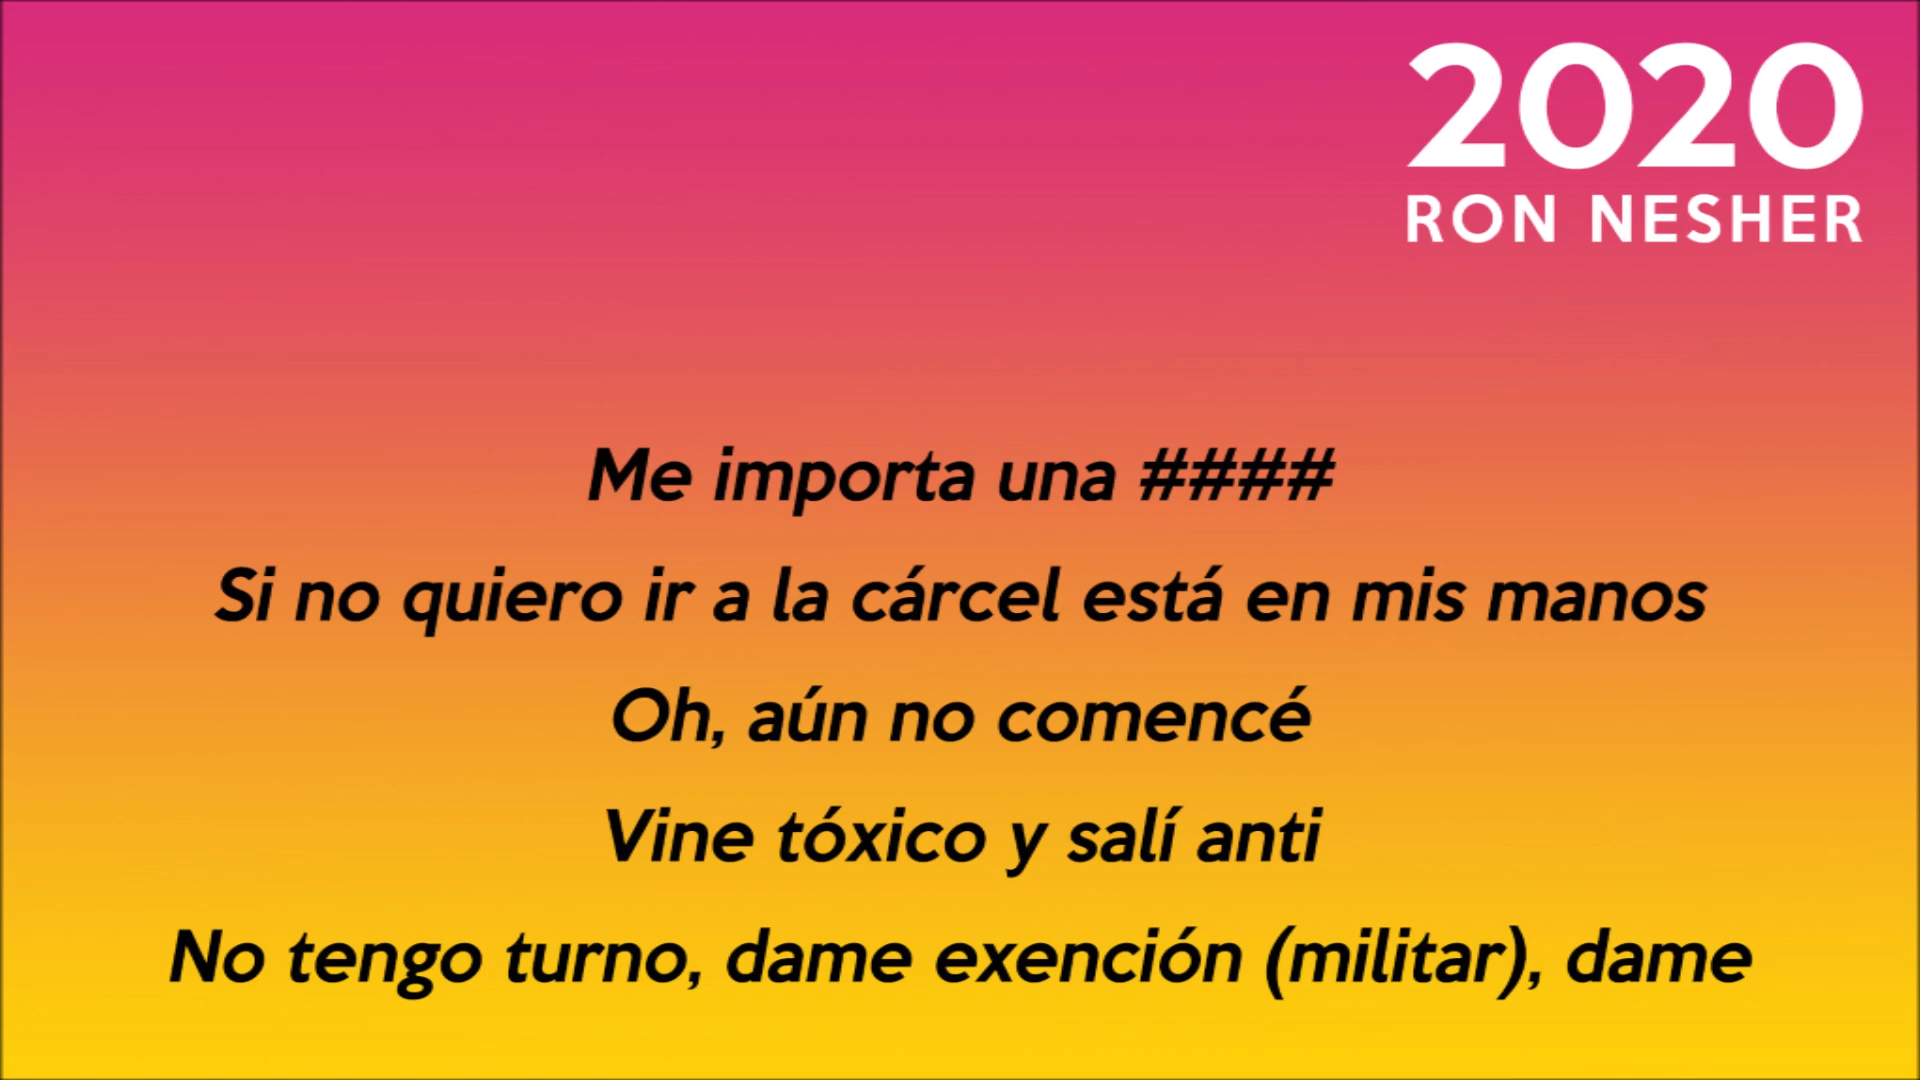 2020
RON NESHER
Me importa una ####
Si no quiero ir a la cárcel está en mis manos
Oh, aún no comencé
Vine tóxico y salí anti
No tengo turno, dame exención (militar), dame